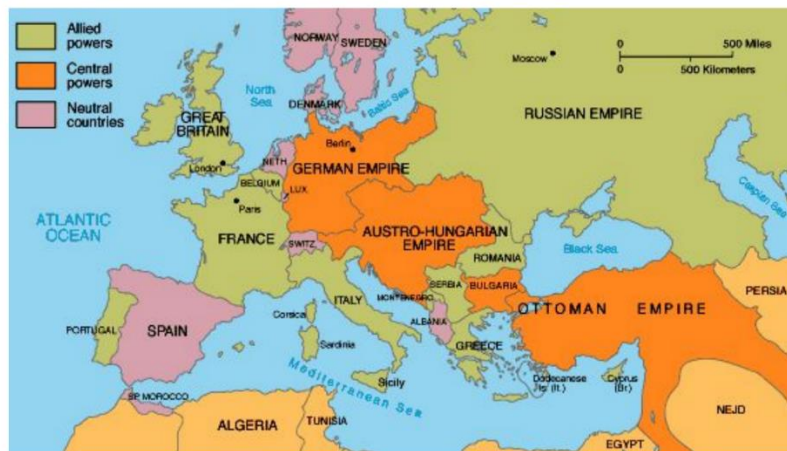 Allied
powers
Central
powers
Neutral
countries
NORWAY
SWEDEN
Moscow
0 500 Miles
0 500 Kilometers
North
Sea
DENMARK
Baltic Sea
RUSSIAN EMPIRE
GREAT
BRITAIN
London
NETH.
Berlin
GERMAN EMPIRE
BELGIUM
LUX.
Paris
ATLANTIC
OCEAN
FRANCE
SWITZ.
AUSTRO-HUNGARIAN
EMPIRE
Caspian Sea
ROMANIA
Black Sea
SERBIA
BULGARIA
MONTENEGRO
ITALY
Corsica
PORTUGAL
SPAIN
ALBANIA
OTTOMAN EMPIRE
PERSIA
Sardinia
GREECE
Mediterranean Sea
Sicily
Dodecanese
Is. (It.)
Cyprus
(Br.)
SP. MOROCCO
ALGERIA
TUNISIA
NEJD
EGYPT